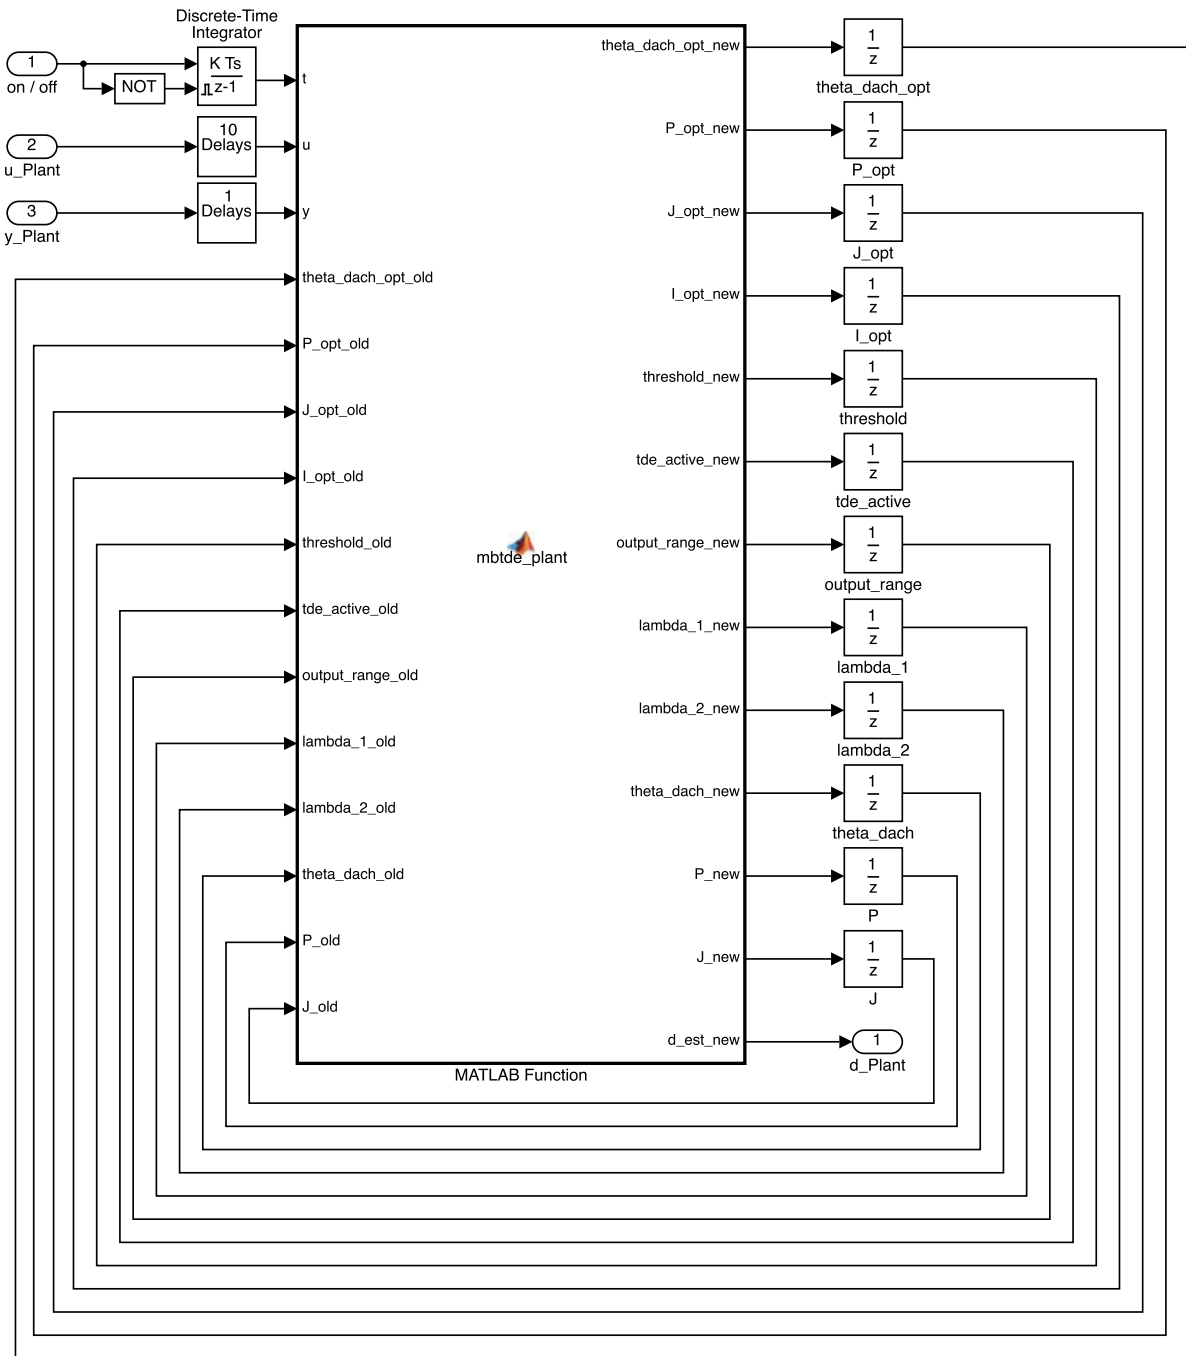 Discrete-Time
Integrator
1
on / off
NOT
K Ts
z-1
t
2
u_Plant
10
Delays
u
3
y_Plant
1
Delays
y
theta_dach_opt_old
P_opt_old
J_opt_old
I_opt_old
threshold_old
tde_active_old
output_range_old
lambda_1_old
lambda_2_old
theta_dach_old
P_old
J_old
mbtde_plant
MATLAB Function
theta_dach_opt_new
1
z
theta_dach_opt
P_opt_new
1
z
P_opt
J_opt_new
1
z
J_opt
I_opt_new
1
z
I_opt
threshold_new
1
z
threshold
tde_active_new
1
z
tde_active
output_range_new
1
z
output_range
lambda_1_new
1
z
lambda_1
lambda_2_new
1
z
lambda_2
theta_dach_new
1
z
theta_dach
P_new
1
z
P
J_new
1
z
J
d_est_new
1
d_Plant